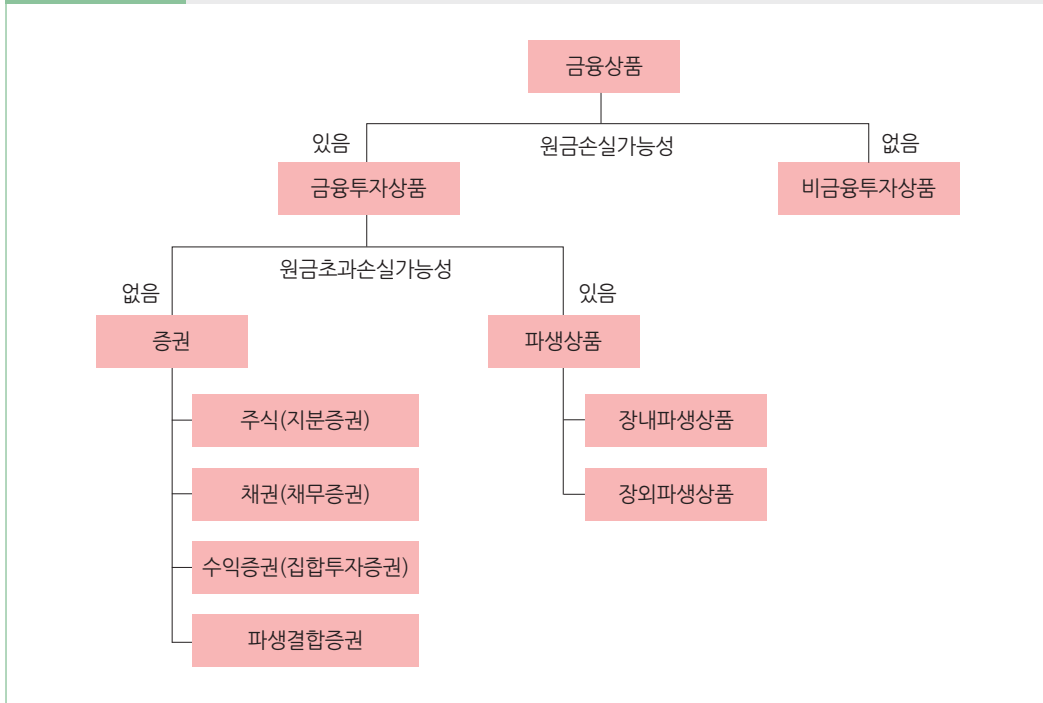 금융상품
있음
원금손실가능성
없음
금융투자상품
비금융투자상품
원금초과손실가능성
없음
있음
증권
파생상품
주식(지분증권)
장내파생상품
채권(채무증권)
장외파생상품
수익증권(집합투자증권)
파생결합증권